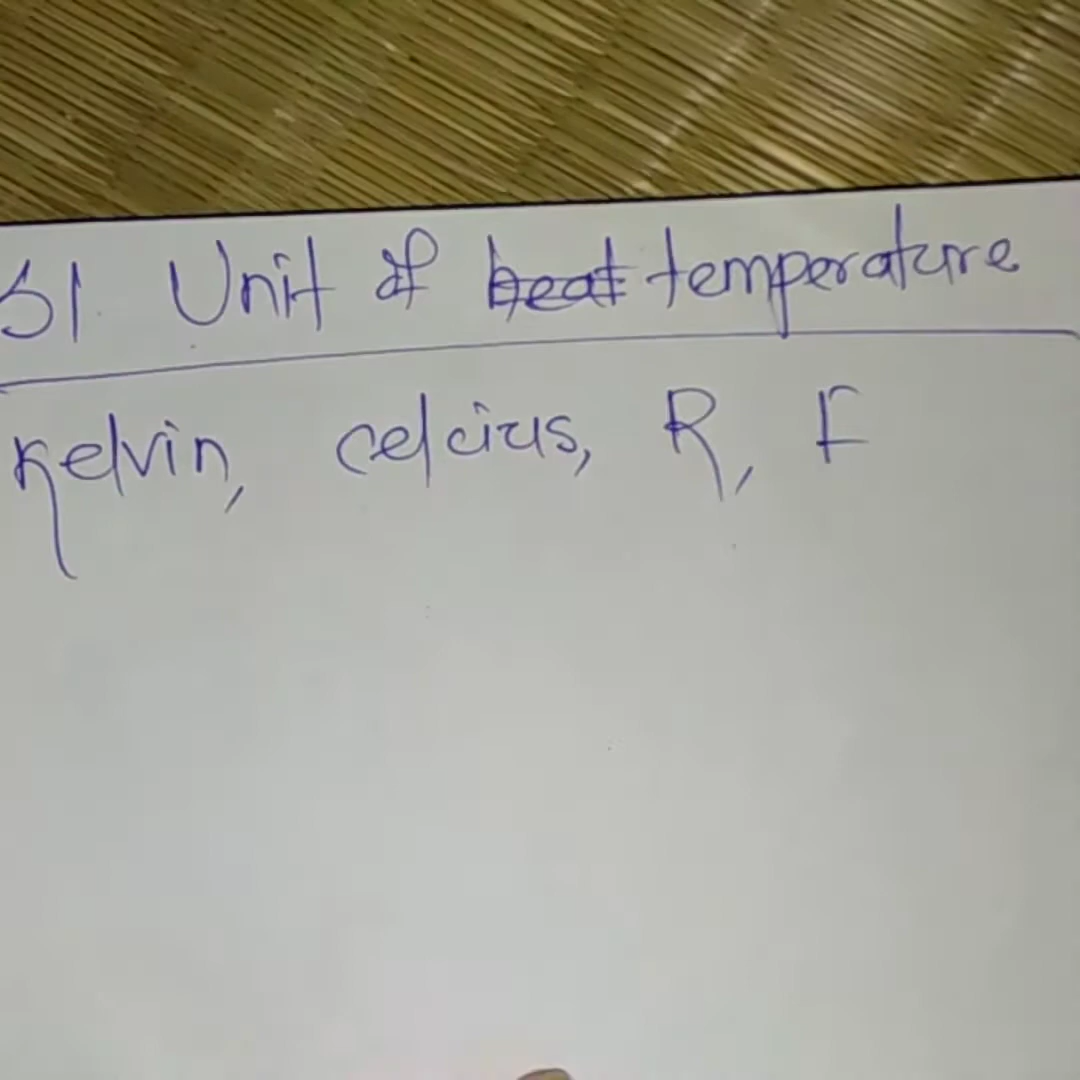 SI Unit of heat temperature
Kelvin, celcius, R, F